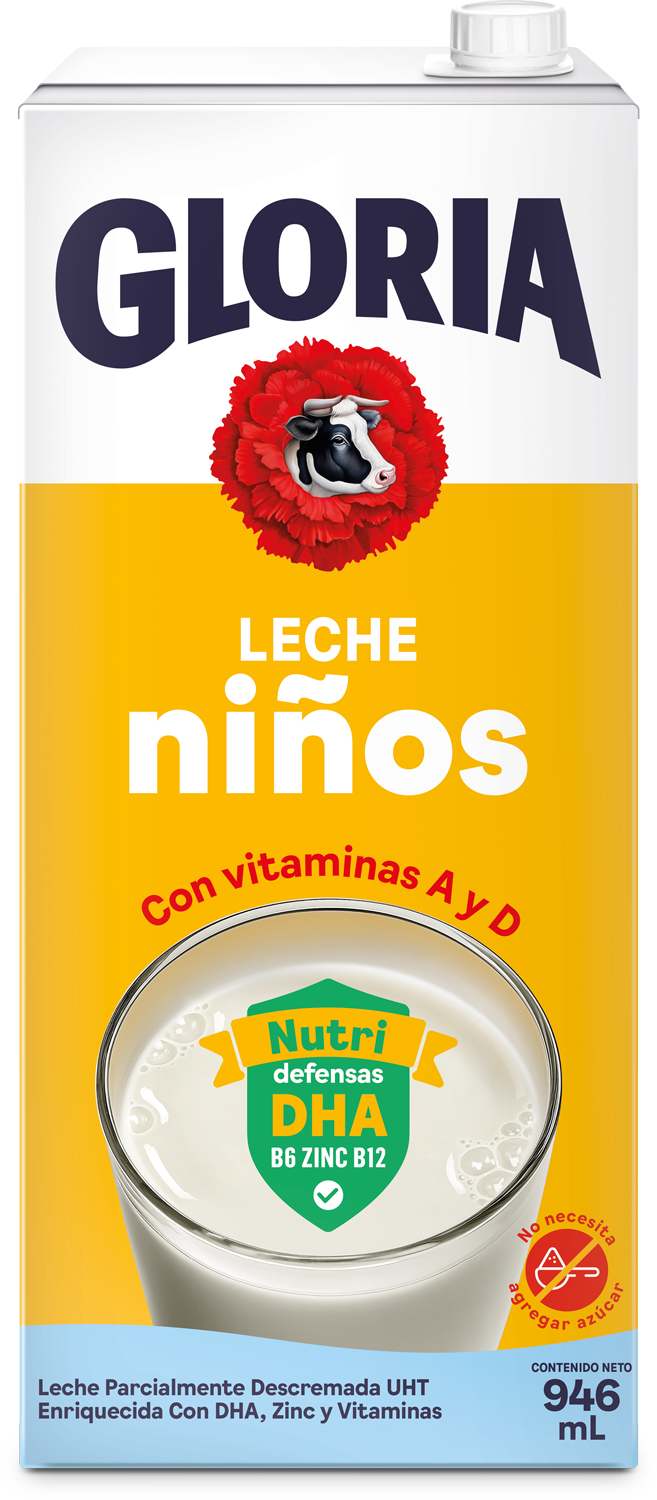 GLORIA
LECHE
niños
Con vitaminas A y D
Nutri
defensas
DHA
B6 ZINC B12
No necesita
agregar azúcar
Leche Parcialmente Descremada UHT
Enriquecida Con DHA, Zinc y Vitaminas
CONTENIDO NETO
946
mL